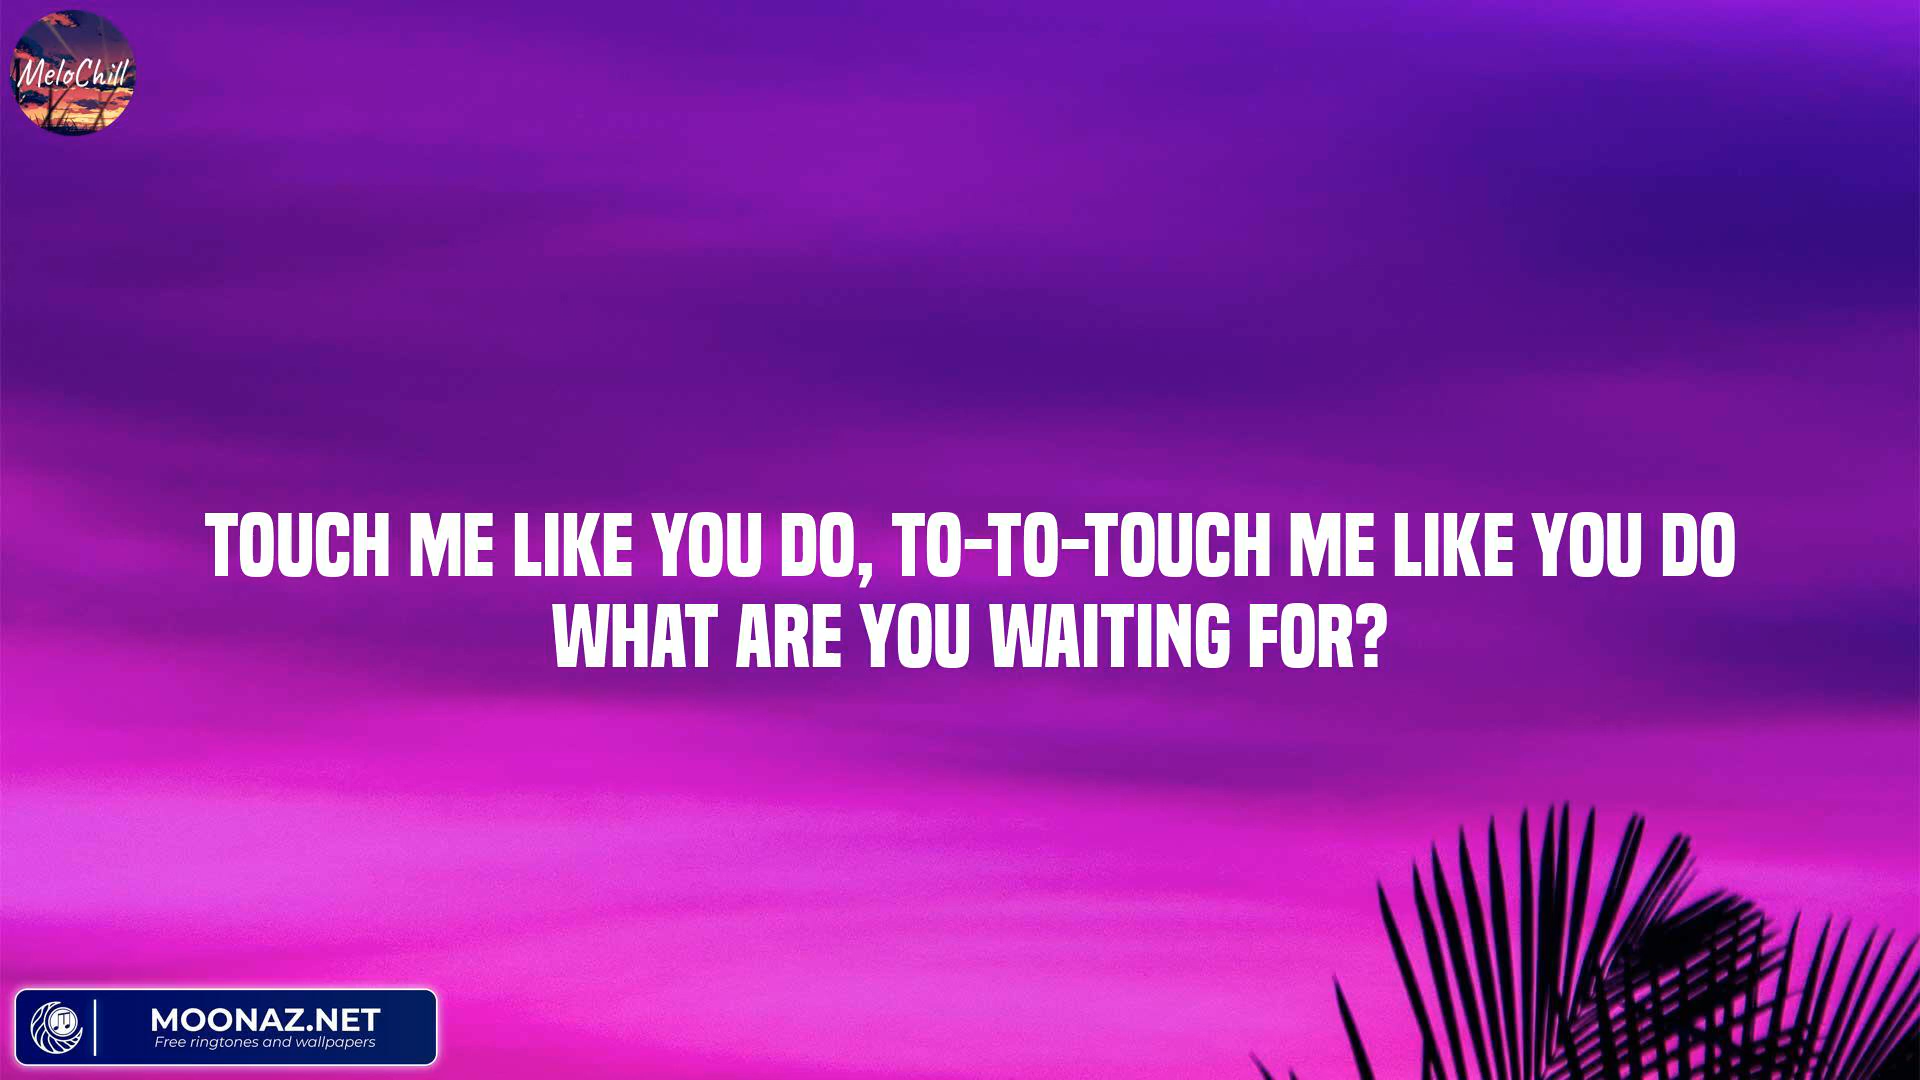 MeloChill
TOUCH ME LIKE YOU DO, TO-TO-TOUCH ME LIKE YOU DO
WHAT ARE YOU WAITING FOR?
MOONAZ.NET
Free ringtones and wallpapers